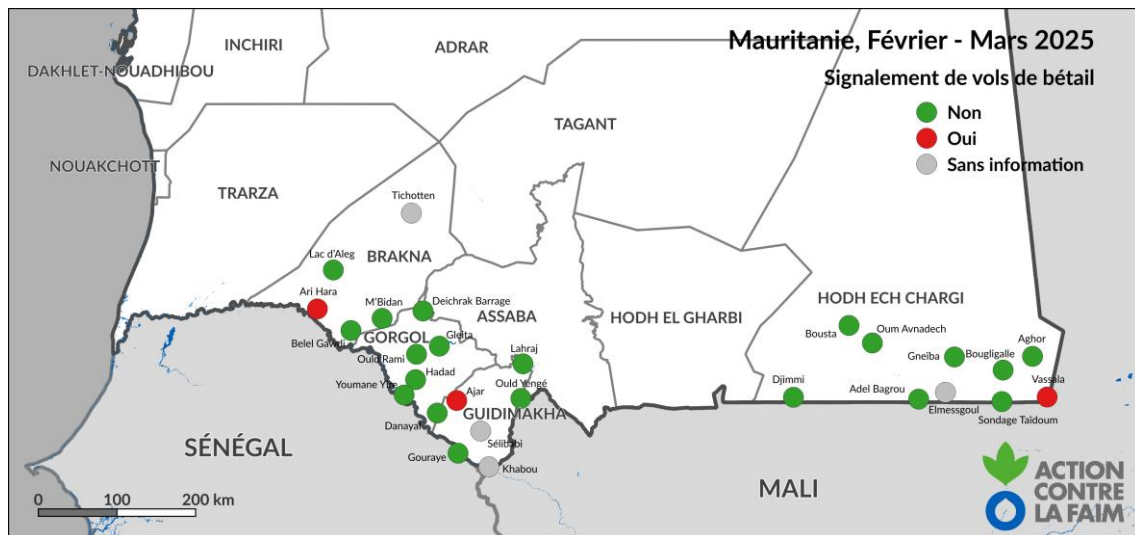 Mauritanie, Février - Mars 2025
Signalement de vols de bétail
Non
Oui
Sans information
INCHIRI
ADRAR
DAKHLET-NOUADHIBOU
TAGANT
NOUAKCHOTT
TRARZA
Tichotten
Lac d'Aleg
BRAKNA
Ari Hara
M'Bidan
Deichrak Barrage
ASSABA
HODH EL GHARBI
HODH ECH CHARGI
Belel Gawdi
GORGOL
Gleita
Ould Rami
Lahraj
Bousta
Oum Avnadech
Gneiba
Bougligalle
Aghor
Hadad
Youmane Yire
Ajar
Ould Yengé
Djimmi
Adel Bagrou
Vassala
Elmessgoul
Sondage Taïdoum
Danayal
GUIDIMAKHA
Sélibabi
Gouraye
Khabou
SÉNÉGAL
MALI
0 100 200 km
ACTION
CONTRE
LA FAIM